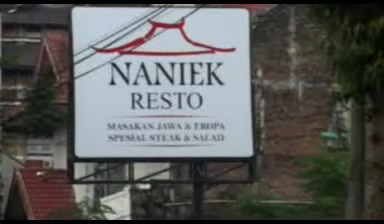 NANIEK
RESTO
MASAKAN JAWA & EROPA
SPESIAL STEAK & SALAD